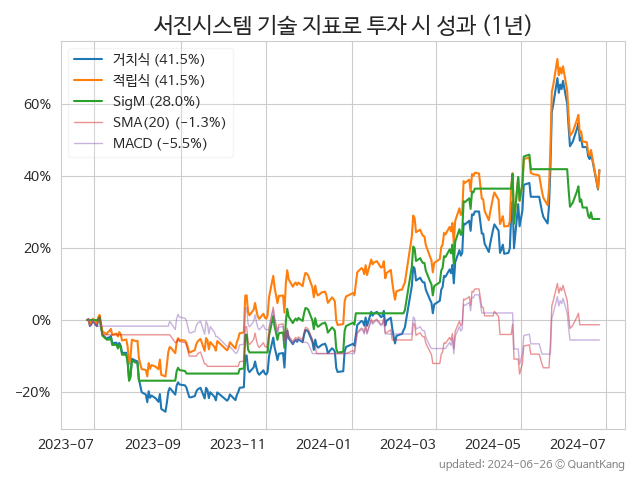 서진시스템 기술 지표로 투자 시 성과 (1년)
거치식 (41.5%)
적립식 (41.5%)
SigM (28.0%)
SMA(20) (−1.3%)
MACD (−5.5%)
60%
40%
20%
0%
−20%
2023-07 2023-09 2023-11 2024-01 2024-03 2024-05 2024-07
updated: 2024-06-26 © QuantKang